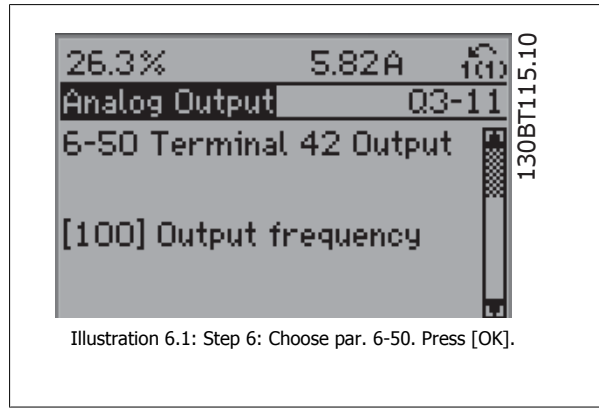 26.3% 5.82A 1(1)
Analog Output Q3-11
6-50 Terminal 42 Output
[100] Output frequency
130BT115.10
Illustration 6.1: Step 6: Choose par. 6-50. Press [OK].